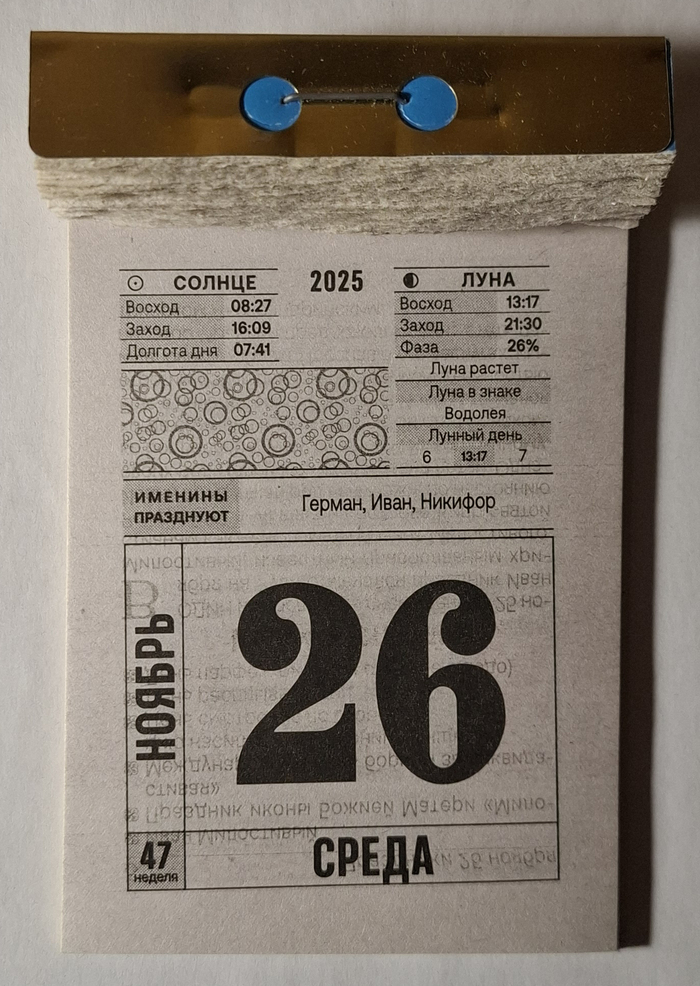 СОЛНЦЕ
Восход 08:27
Заход 16:09
Долгота дня 07:41
2025
ЛУНА
Восход 13:17
Заход 21:30
Фаза 26%
Луна растет
Луна в знаке
Водолея
Лунный день
6 13:17 7
ИМЕНИНЫ
ПРАЗДНУЮТ
Герман, Иван, Никифор
НОЯБРЬ
26
47
неделя
СРЕДА